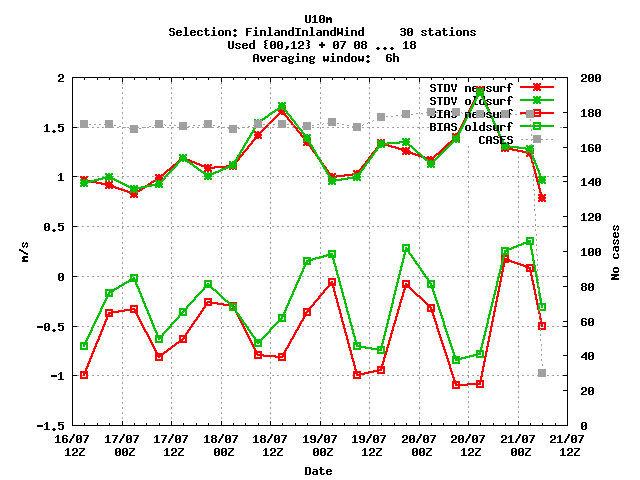 U10m
Selection: FinlandInlandWind 30 stations
Used {00,12} + 07 08 ... 18
Averaging window: 6h
2 200
STDV newsurf
STDV oldsurf
BIAS newsurf
BIAS oldsurf
CASES
180
1.5
160
1 140
120
0.5
m/s
No cases
100
0 80
60
-0.5
40
-1
20
-1.5 0
16/07 17/07 17/07 18/07 18/07 19/07 19/07 20/07 20/07 21/07 21/07
12Z 00Z 12Z 00Z 12Z 00Z 12Z 00Z 12Z 00Z 12Z
Date